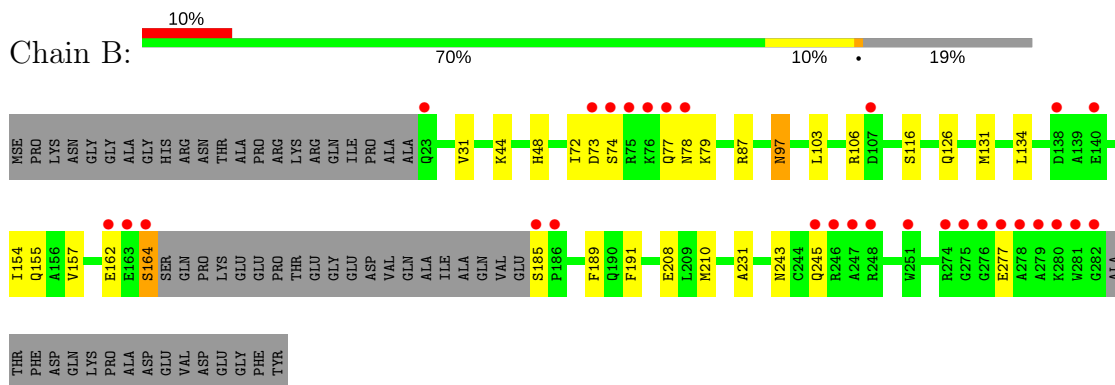 10%
Chain B:
70% 10% • 19%
MSE PRO LYS ASN GLY GLY ALA GLY HIS ARG ASN THR ALA PRO ARG LYS ARG GLN ILE PRO ALA ALA Q23 V31 K44 H48 I72 D73 S74 R75 K76 Q77 N78 K79 R87 N97 L103 R106 D107 S116 Q126 M131 L134 D138 A139 E140
I154 Q155 A156 V157 E162 E163 S164 SER GLN PRO LYS GLU GLU PRO THR GLU GLY GLU ASP VAL GLN ALA ILE ALA GLN VAL GLU S185 P186 F189 Q190 F191 E208 L209 M210 A231 N243 C244 Q245 R246 A247 R248 W251 R274 G275 G276 E277 A278 A279 K280 W281 G282 ALA
THR PHE ASP GLN LYS PRO ALA ASP GLU VAL ASP GLU GLY PHE TYR